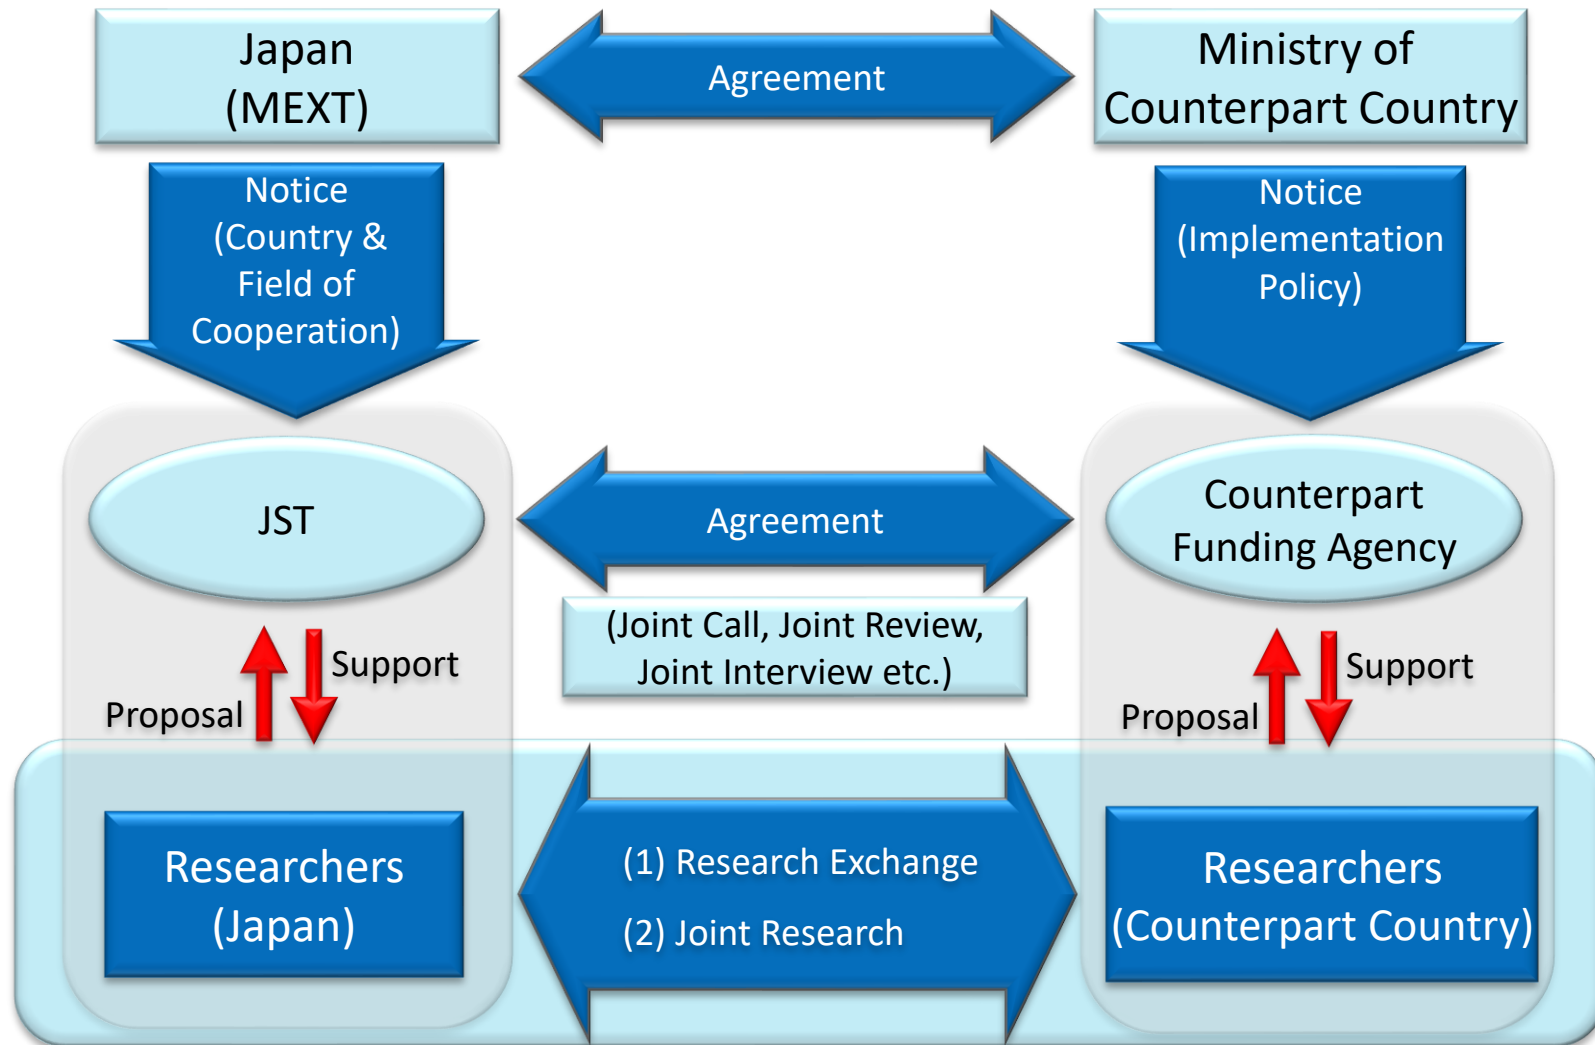 Japan
(MEXT)
Agreement
Ministry of
Counterpart Country
Notice
(Country &
Field of
Cooperation)
Notice
(Implementation
Policy)
JST
Agreement
Counterpart
Funding Agency
(Joint Call, Joint Review,
Joint Interview etc.)
Proposal
Support
Proposal
Support
Researchers
(Japan)
(1) Research Exchange
(2) Joint Research
Researchers
(Counterpart Country)